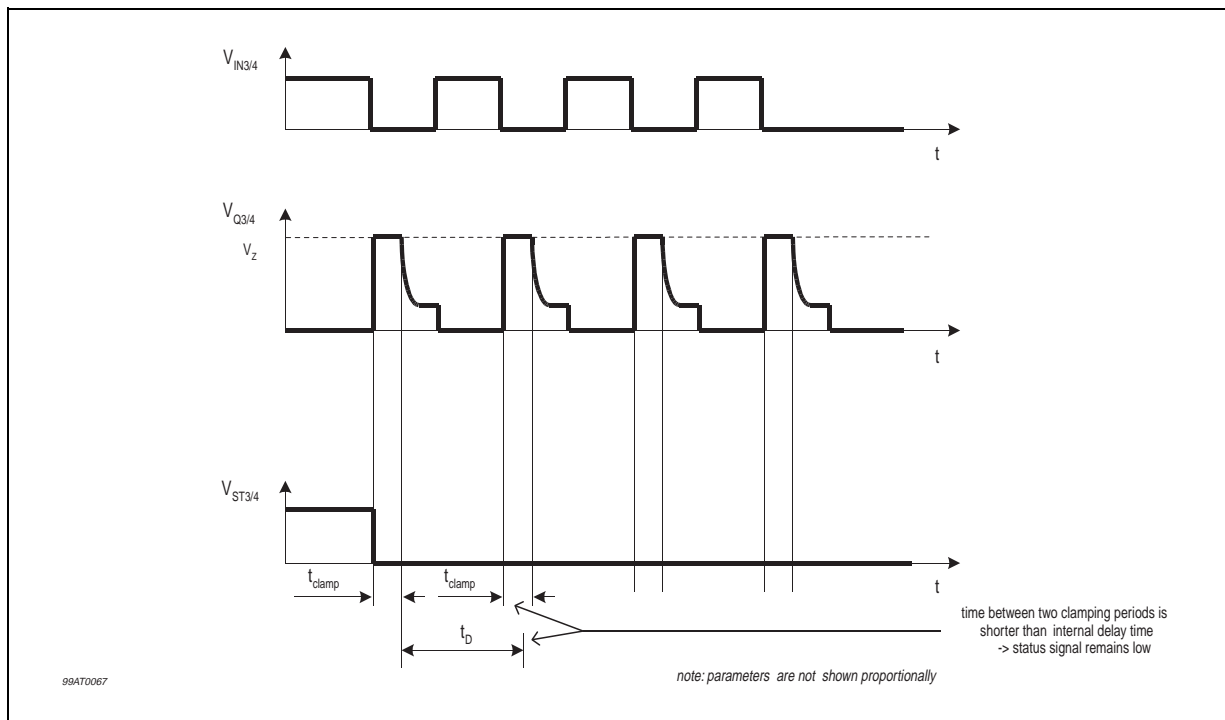 V_IN3/4
t
V_Q3/4
V_Z
t
V_ST3/4
t
t_clamp
t_clamp
t_D
time between two clamping periods is
shorter than internal delay time
-> status signal remains low
note: parameters are not shown proportionally
99AT0067